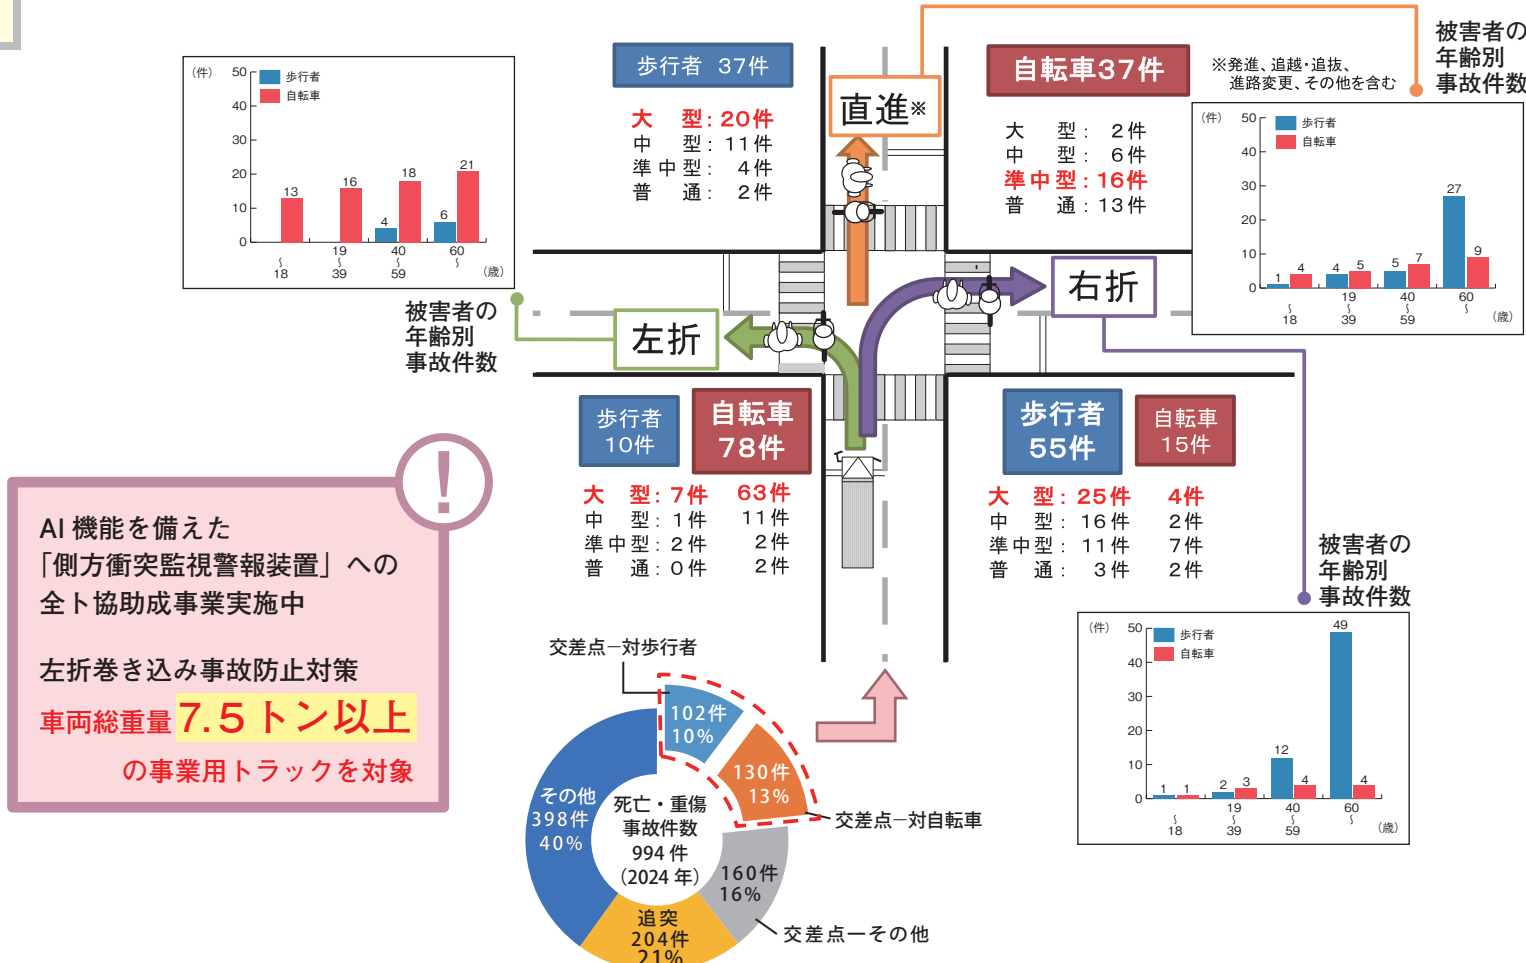 （件）
50
40
30
20
10
0
歩行者
自転車
13
16
4
18
6
21
～
18
19
～
39
40
～
59
60
～
（歳）
被害者の
年齢別
事故件数
歩行者 37件
大　型：20件
中　型：11件
準中型：4件
普　通：2件
直進※
自転車37件
大　型：2件
中　型：6件
準中型：16件
普　通：13件
※発進、追越・追抜、
進路変更、その他を含む
被害者の
年齢別
事故件数
（件）
50
40
30
20
10
0
歩行者
自転車
1
4
4
5
5
7
27
9
～
18
19
～
39
40
～
59
60
～
（歳）
左折
右折
歩行者
10件
自転車
78件
大　型：7件　63件
中　型：1件　11件
準中型：2件　2件
普　通：0件　2件
歩行者
55件
自転車
15件
大　型：25件　4件
中　型：16件　2件
準中型：11件　7件
普　通：3件　2件
被害者の
年齢別
事故件数
（件）
50
40
30
20
10
0
歩行者
自転車
1
1
2
3
12
4
49
4
～
18
19
～
39
40
～
59
60
～
（歳）
!
AI 機能を備えた
「側方衝突監視警報装置」への
全ト協助成事業実施中
左折巻き込み事故防止対策
車両総重量7.5トン以上
の事業用トラックを対象
交差点ー対歩行者
102件
10%
130件
13%
交差点ー対自転車
160件
16%
交差点ーその他
追突
204件
21%
その他
398件
40%
死亡・重傷
事故件数
994 件
（2024 年）